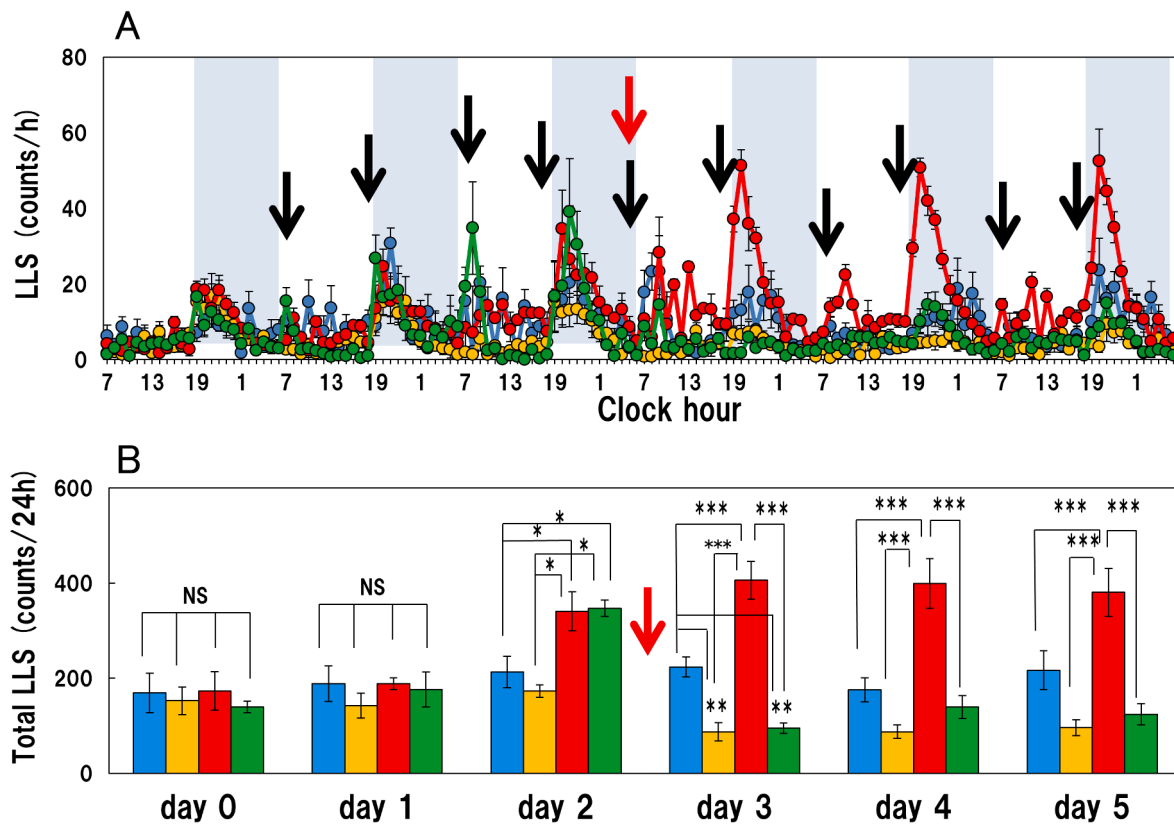 A
LLS (counts/h)
80
60
40
20
0
7 13 19 1 7 13 19 1 7 13 19 1 7 13 19 1 7 13 19 1 7 13 19 1
Clock hour
B
Total LLS (counts/24h)
600
400
200
0
NS
NS
*
*
*
*
***
***
***
**
**
***
***
***
***
***
***
day 0 day 1 day 2 day 3 day 4 day 5